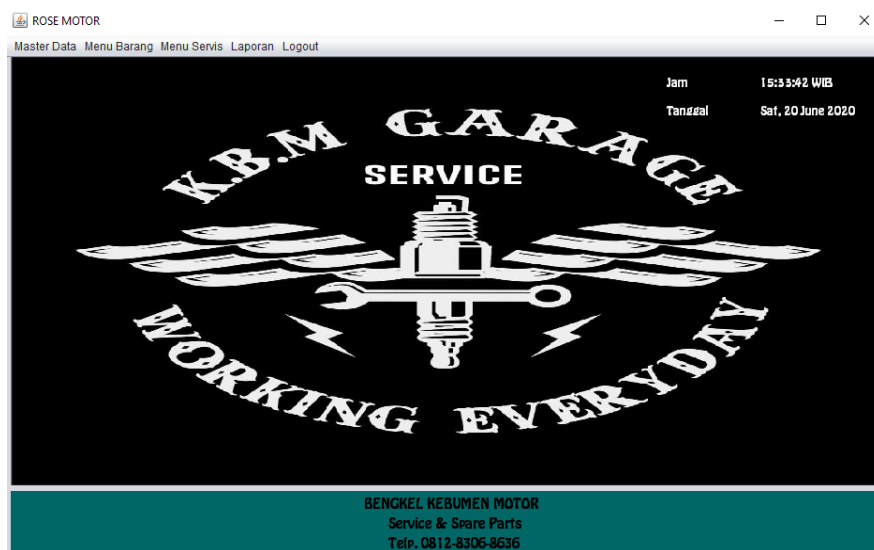 ROSE MOTOR
Master Data Menu Barang Menu Servis Laporan Logout
Jam 15:33:42 WIB
Tanggal Sat, 20 June 2020
K.B.M GARAGE
SERVICE
WORKING EVERYDAY
BENGKEL KEBUMEN MOTOR
Service & Spare Parts
Telp. 0812-8306-8636